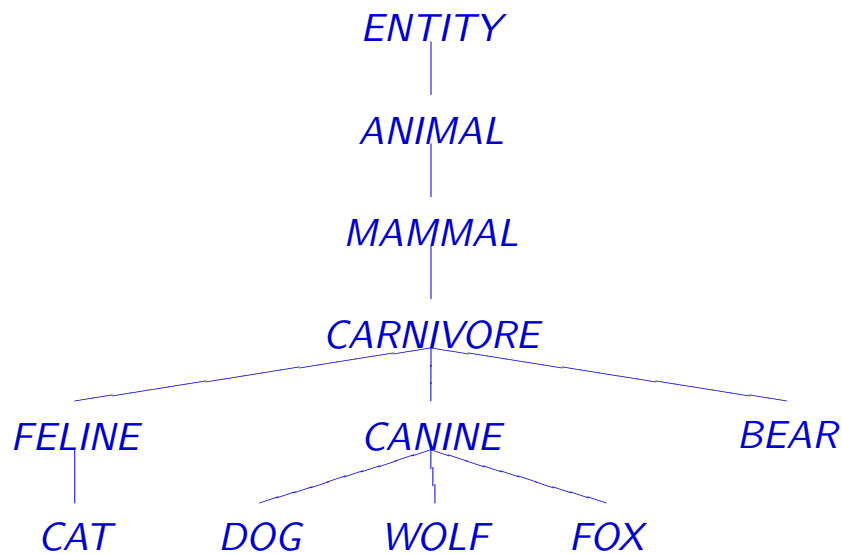 ENTITY
ANIMAL
MAMMAL
CARNIVORE
FELINE CANINE BEAR
CAT DOG WOLF FOX